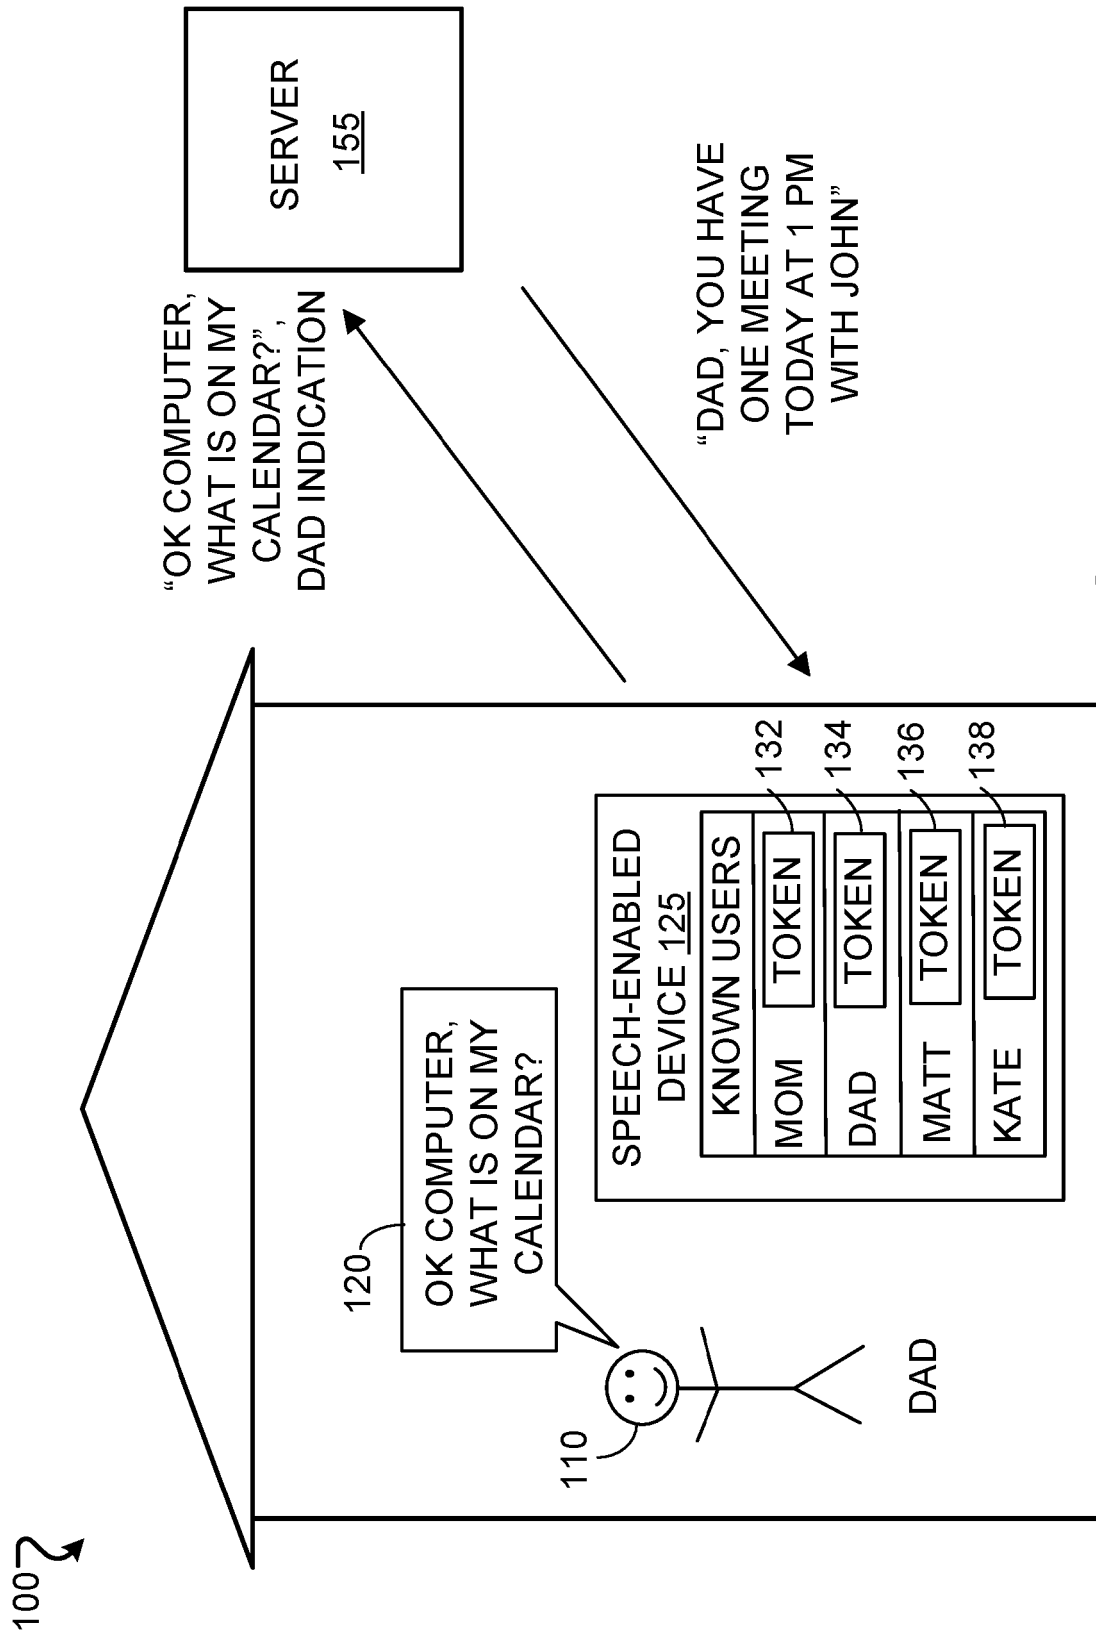 100
120
OK COMPUTER,
WHAT IS ON MY
CALENDAR?
110
DAD
SPEECH-ENABLED
DEVICE 125
KNOWN USERS
MOM TOKEN
132
DAD TOKEN
134
MATT TOKEN
136
KATE TOKEN
138
“OK COMPUTER,
WHAT IS ON MY
CALENDAR?” ,
DAD INDICATION
SERVER
155
“DAD, YOU HAVE
ONE MEETING
TODAY AT 1 PM
WITH JOHN”